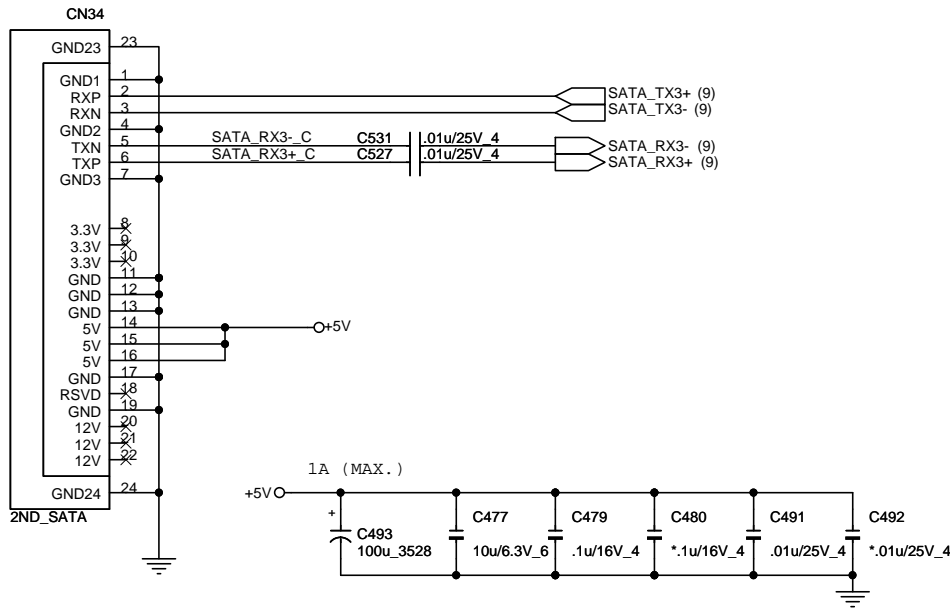 CN34
GND23 23
GND1 1
RXP 2
RXN 3
GND2 4
TXN 5
TXP 6
GND3 7
SATA_TX3+ (9)
SATA_TX3- (9)
SATA_RX3-_C C531 .01u/25V_4 SATA_RX3- (9)
SATA_RX3+_C C527 .01u/25V_4 SATA_RX3+ (9)
3.3V 8
3.3V 9
3.3V 10
GND 11
GND 12
GND 13
5V 14 +5V
5V 15
5V 16
GND 17
RSVD 18
GND 19
12V 20
12V 21
12V 22
GND24 24
2ND_SATA
1A (MAX.)
+5V
+
C493
100u_3528
C477
10u/6.3V_6
C479
.1u/16V_4
C480
*.1u/16V_4
C491
.01u/25V_4
C492
*.01u/25V_4